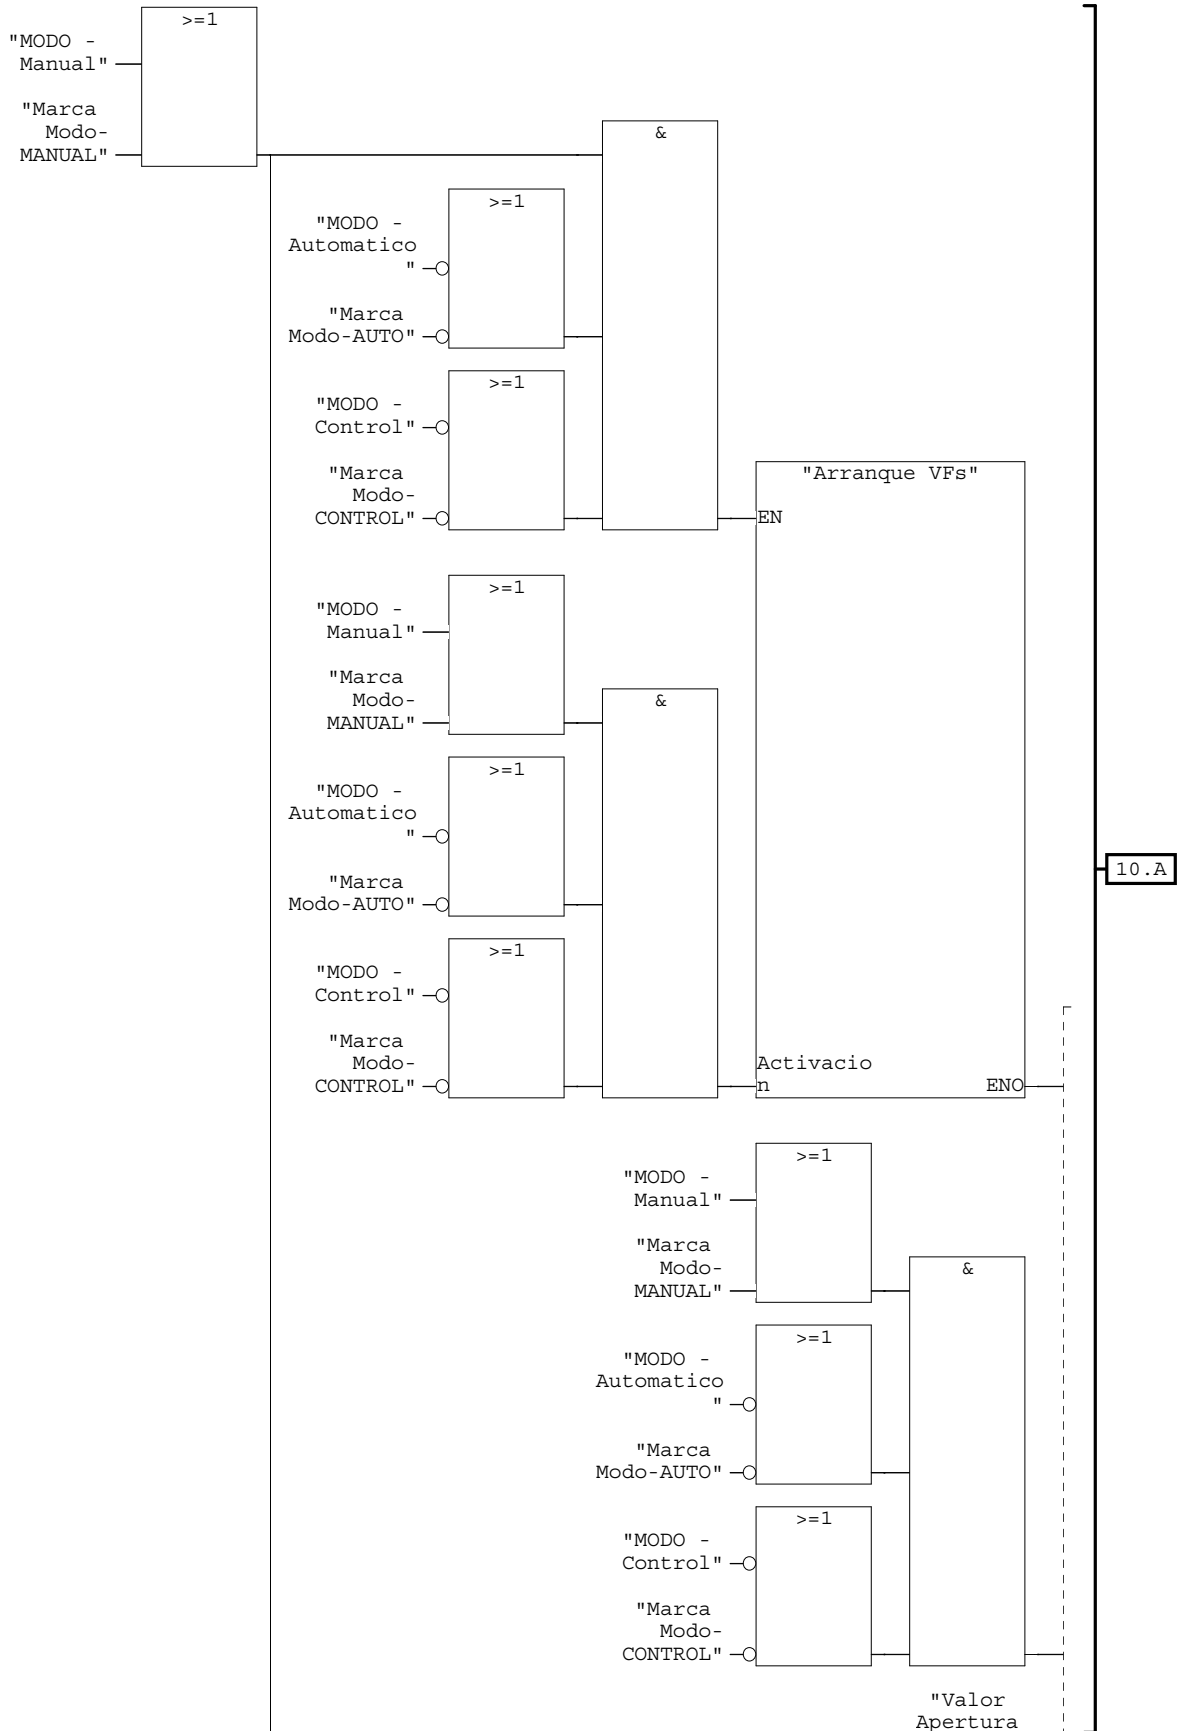 >=1
"MODO -
Manual"
"Marca
Modo-
MANUAL"
&
>=1
"MODO -
Automatico
"
"Marca
Modo-AUTO"
>=1
"MODO -
Control"
"Marca
Modo-
CONTROL"
"Arranque VFs"
EN
>=1
"MODO -
Manual"
"Marca
Modo-
MANUAL"
&
>=1
"MODO -
Automatico
"
"Marca
Modo-AUTO"
10.A
>=1
"MODO -
Control"
"Marca
Modo-
CONTROL"
Activacio
n
ENO
>=1
"MODO -
Manual"
"Marca
Modo-
MANUAL"
&
>=1
"MODO -
Automatico
"
"Marca
Modo-AUTO"
>=1
"MODO -
Control"
"Marca
Modo-
CONTROL"
"Valor
Apertura